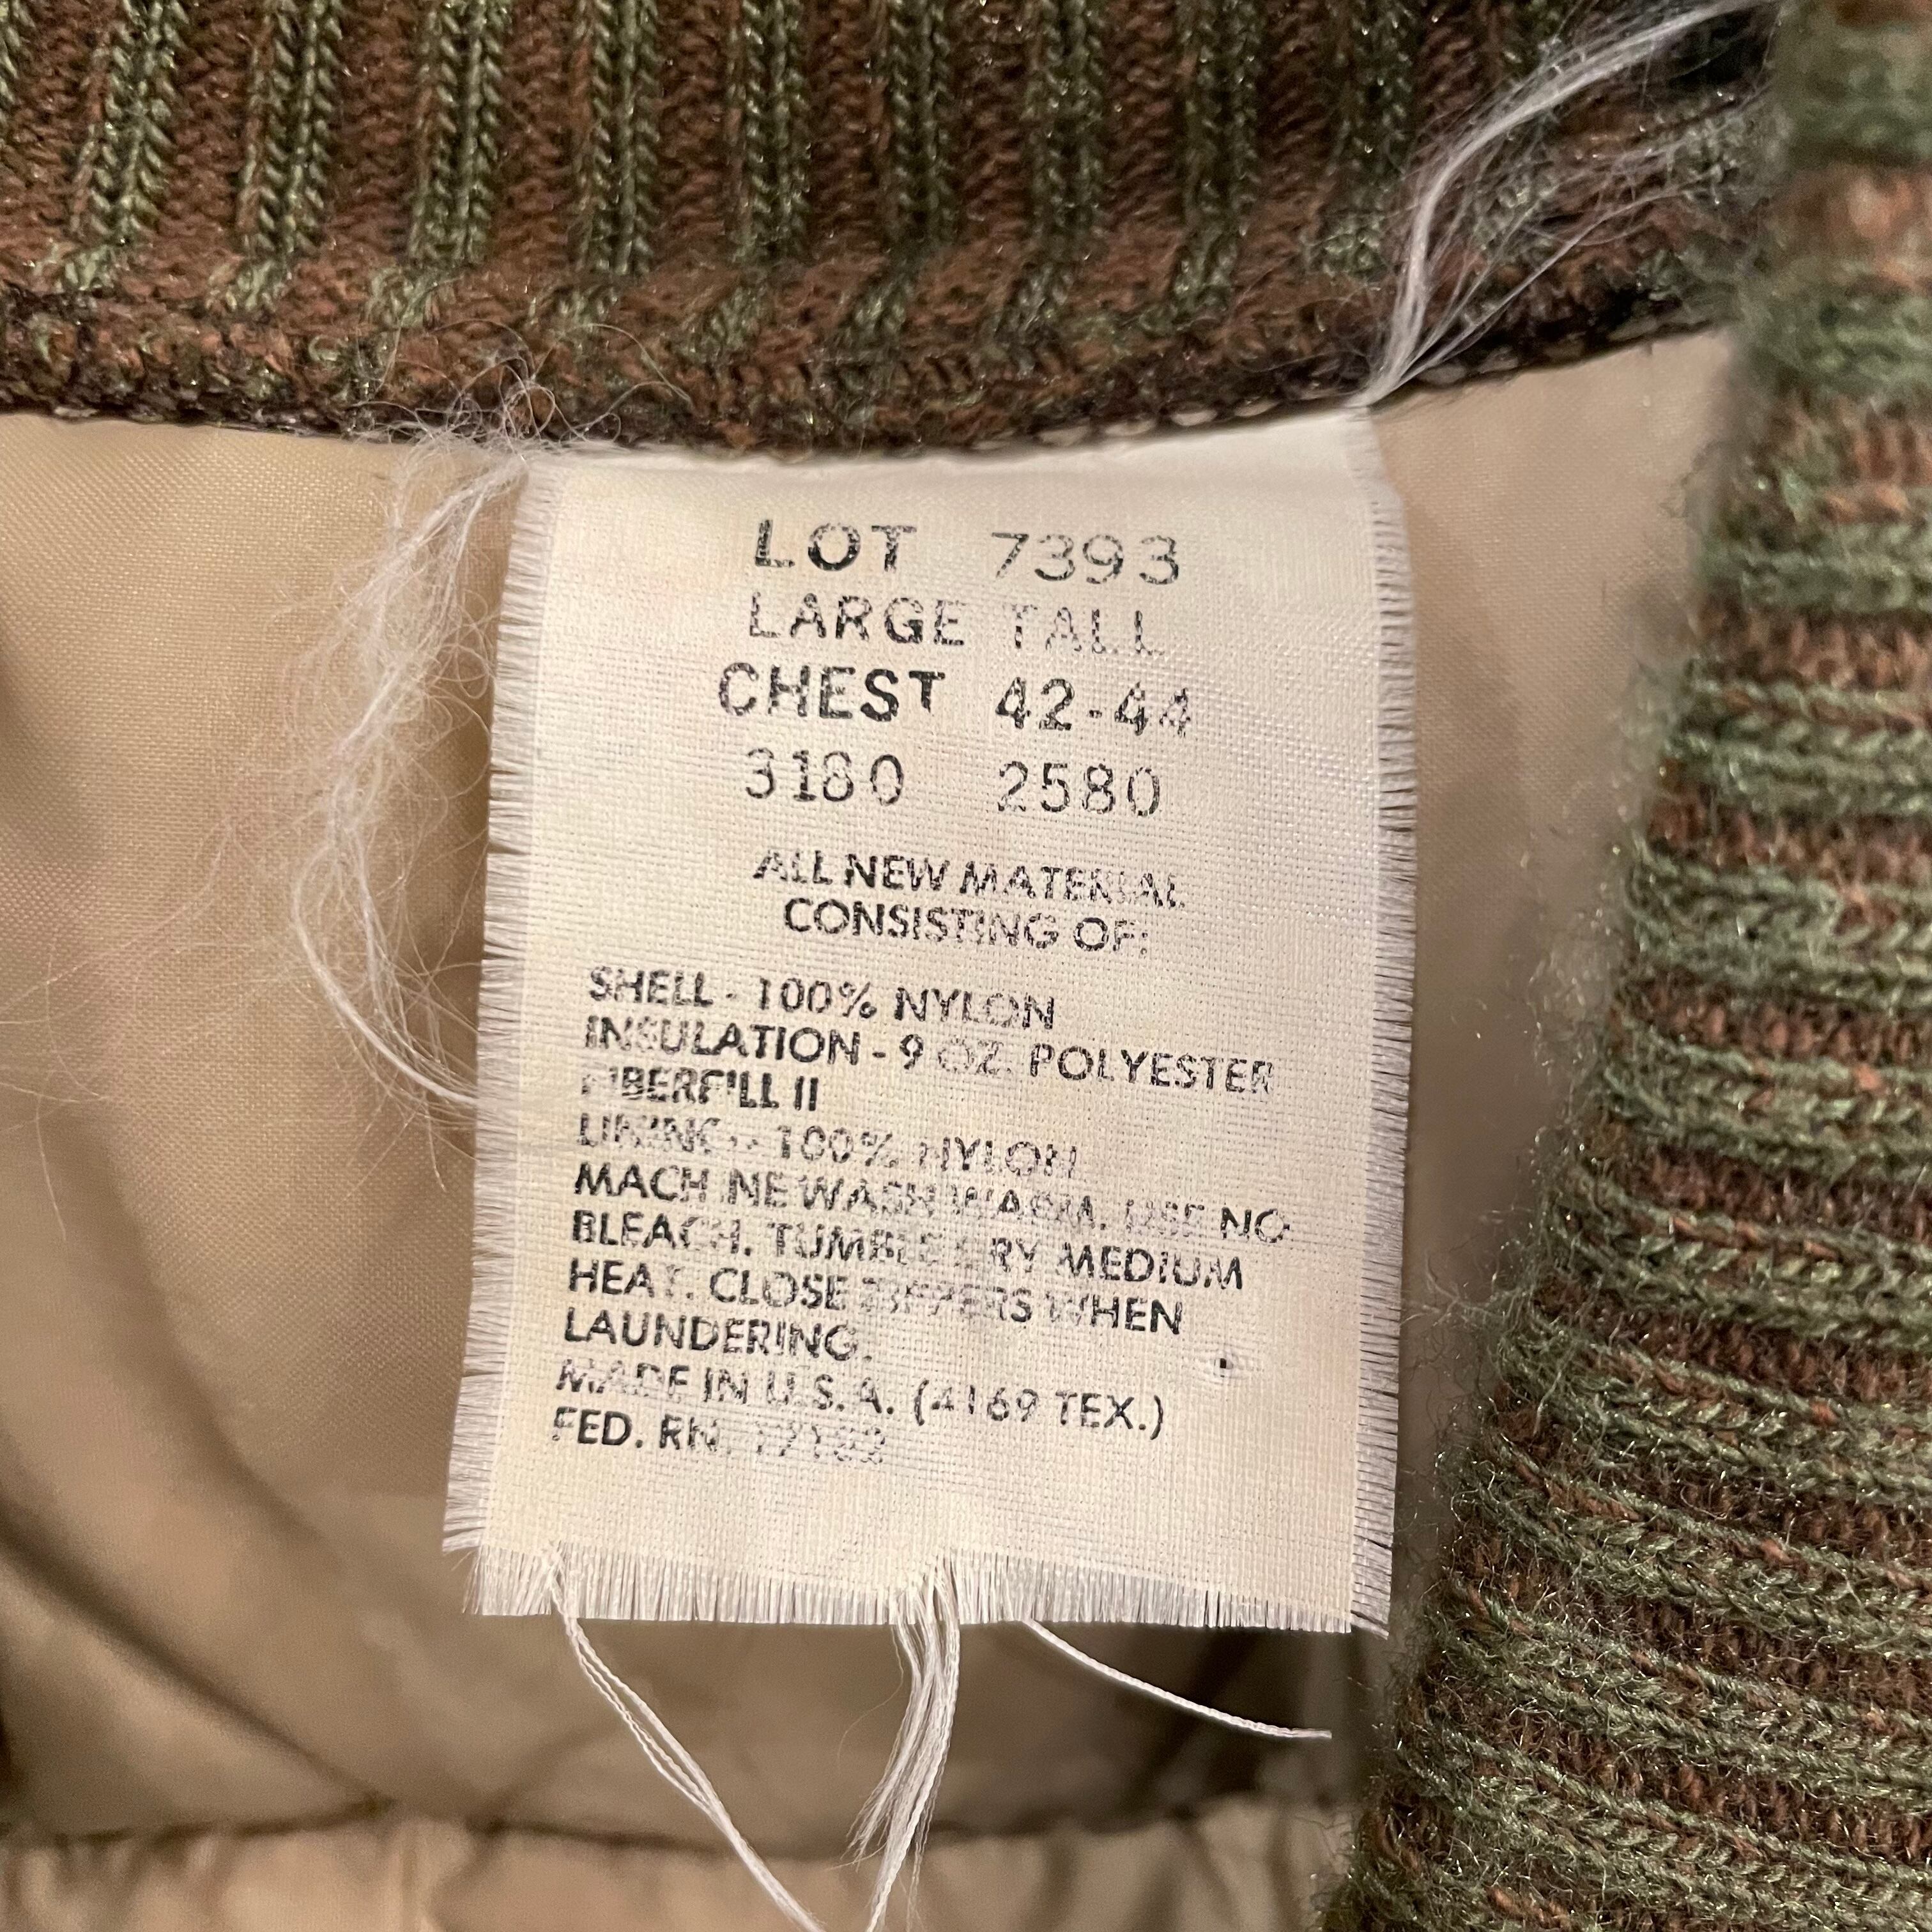 LOT 7393
LARGE TALL
CHEST 42-44
3180 2580
ALL NEW MATERIAL
CONSISTING OF:
SHELL - 100% NYLON
INSULATION - 9 OZ. POLYESTER
FIBERFILL II
LINING - 100% NYLON
MACHINE WASH WARM. USE NO
BLEACH. TUMBLE DRY MEDIUM
HEAT. CLOSE ZIPPERS WHEN
LAUNDERING.
MADE IN U.S.A. (4169 TEX.)
FED. RN.